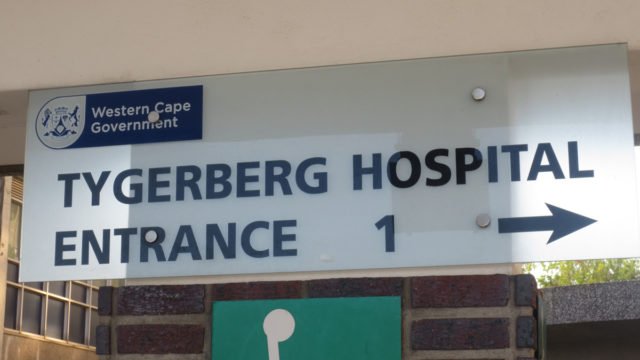 Western Cape
Government
TYGERBERG HOSPITAL
ENTRANCE 1